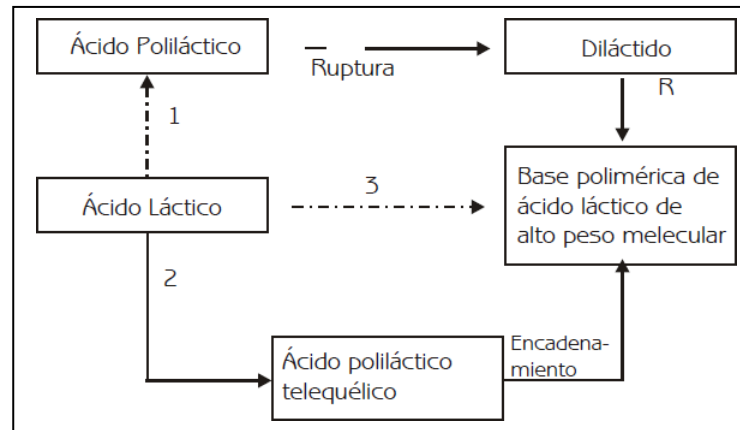 Ácido Poliláctico
Ruptura
Diláctido
R
1
Ácido Láctico
3
Base polimérica de
ácido láctico de
alto peso melecular
2
Ácido poliláctico
telequélico
Encadena-
miento